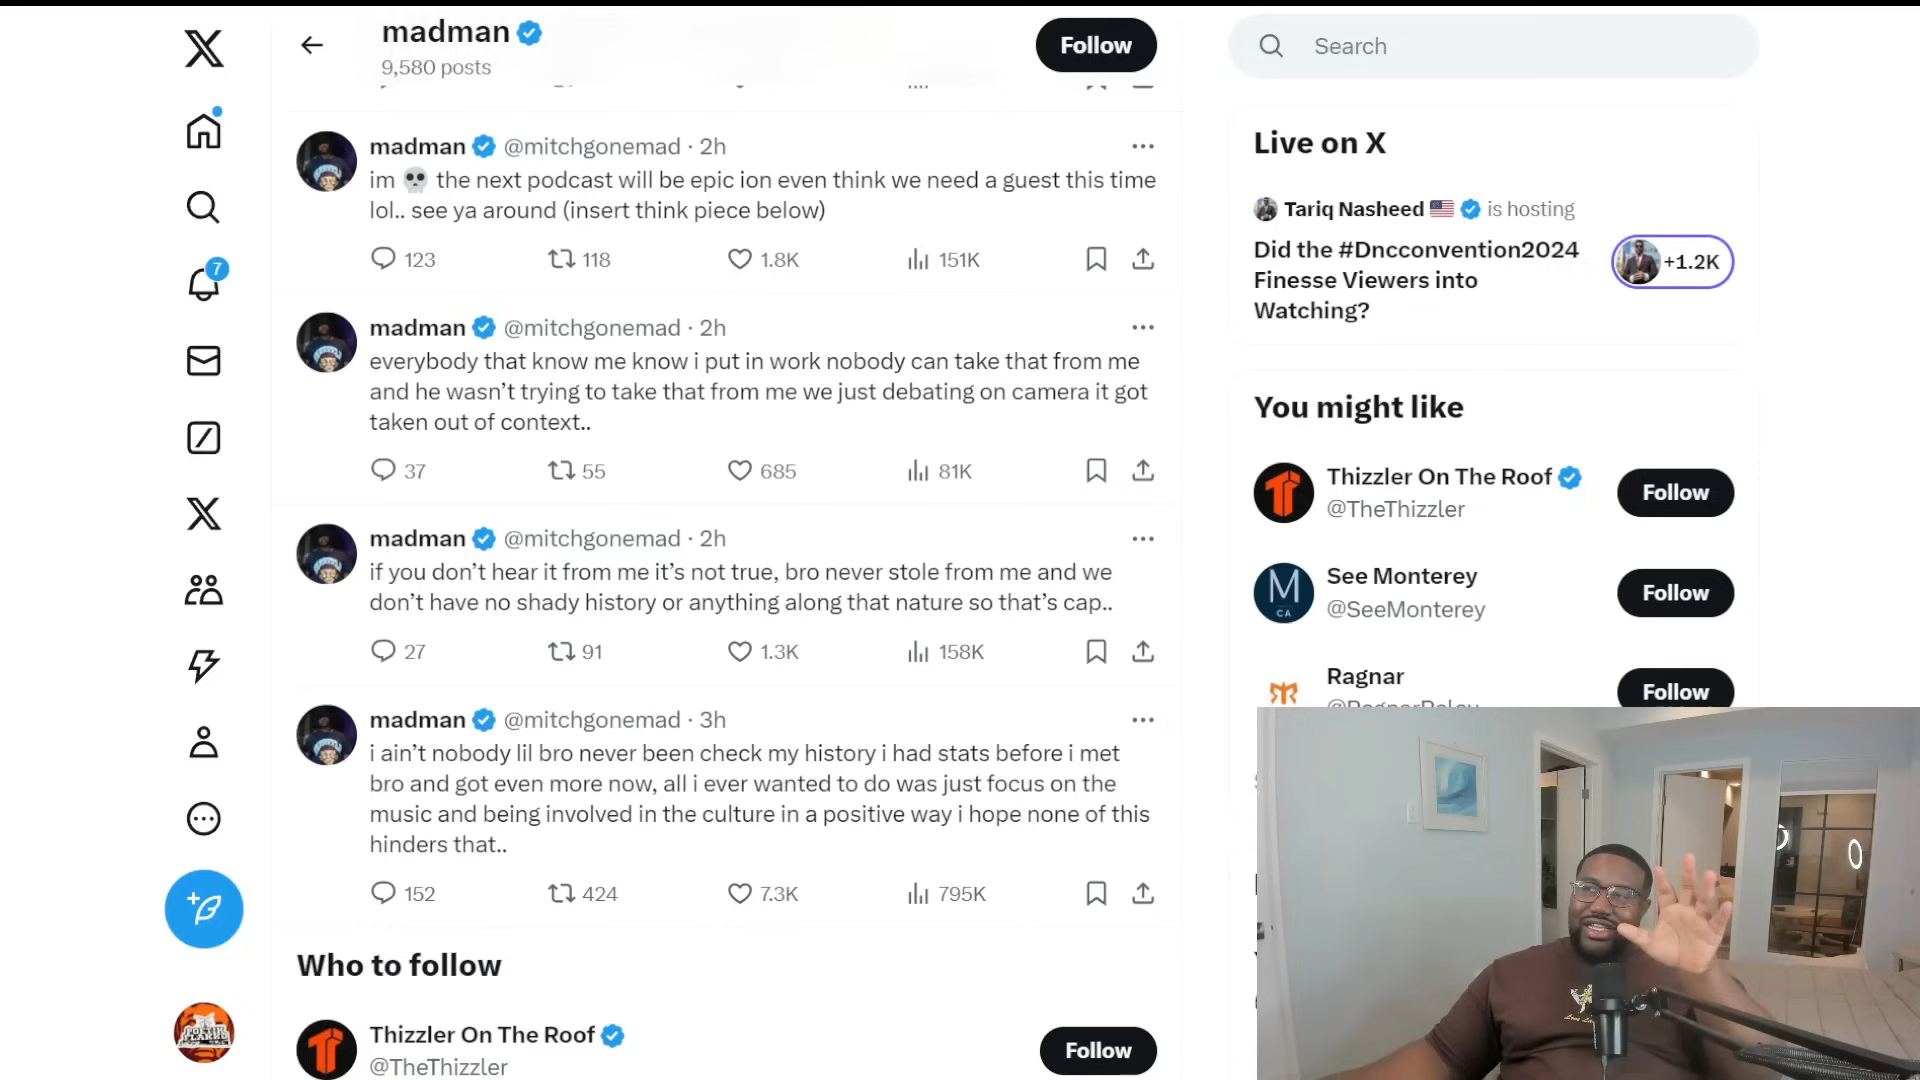 madman
9,580 posts
Follow
Search
madman @mitchgonemad · 2h
im 💀 the next podcast will be epic ion even think we need a guest this time
lol.. see ya around (insert think piece below)
123 118 1.8K 151K
madman @mitchgonemad · 2h
everybody that know me know i put in work nobody can take that from me
and he wasn't trying to take that from me we just debating on camera it got
taken out of context..
37 55 685 81K
madman @mitchgonemad · 2h
if you don't hear it from me it's not true, bro never stole from me and we
don't have no shady history or anything along that nature so that's cap..
27 91 1.3K 158K
madman @mitchgonemad · 3h
i ain't nobody lil bro never been check my history i had stats before i met
bro and got even more now, all i ever wanted to do was just focus on the
music and being involved in the culture in a positive way i hope none of this
hinders that..
152 424 7.3K 795K
Who to follow
Thizzler On The Roof
@TheThizzler
Follow
7
Live on X
Tariq Nasheed 🇺🇸 is hosting
Did the #Dncconvention2024
Finesse Viewers into
Watching?
+1.2K
You might like
Thizzler On The Roof
@TheThizzler
Follow
M
CA
See Monterey
@SeeMonterey
Follow
Ragnar
Follow